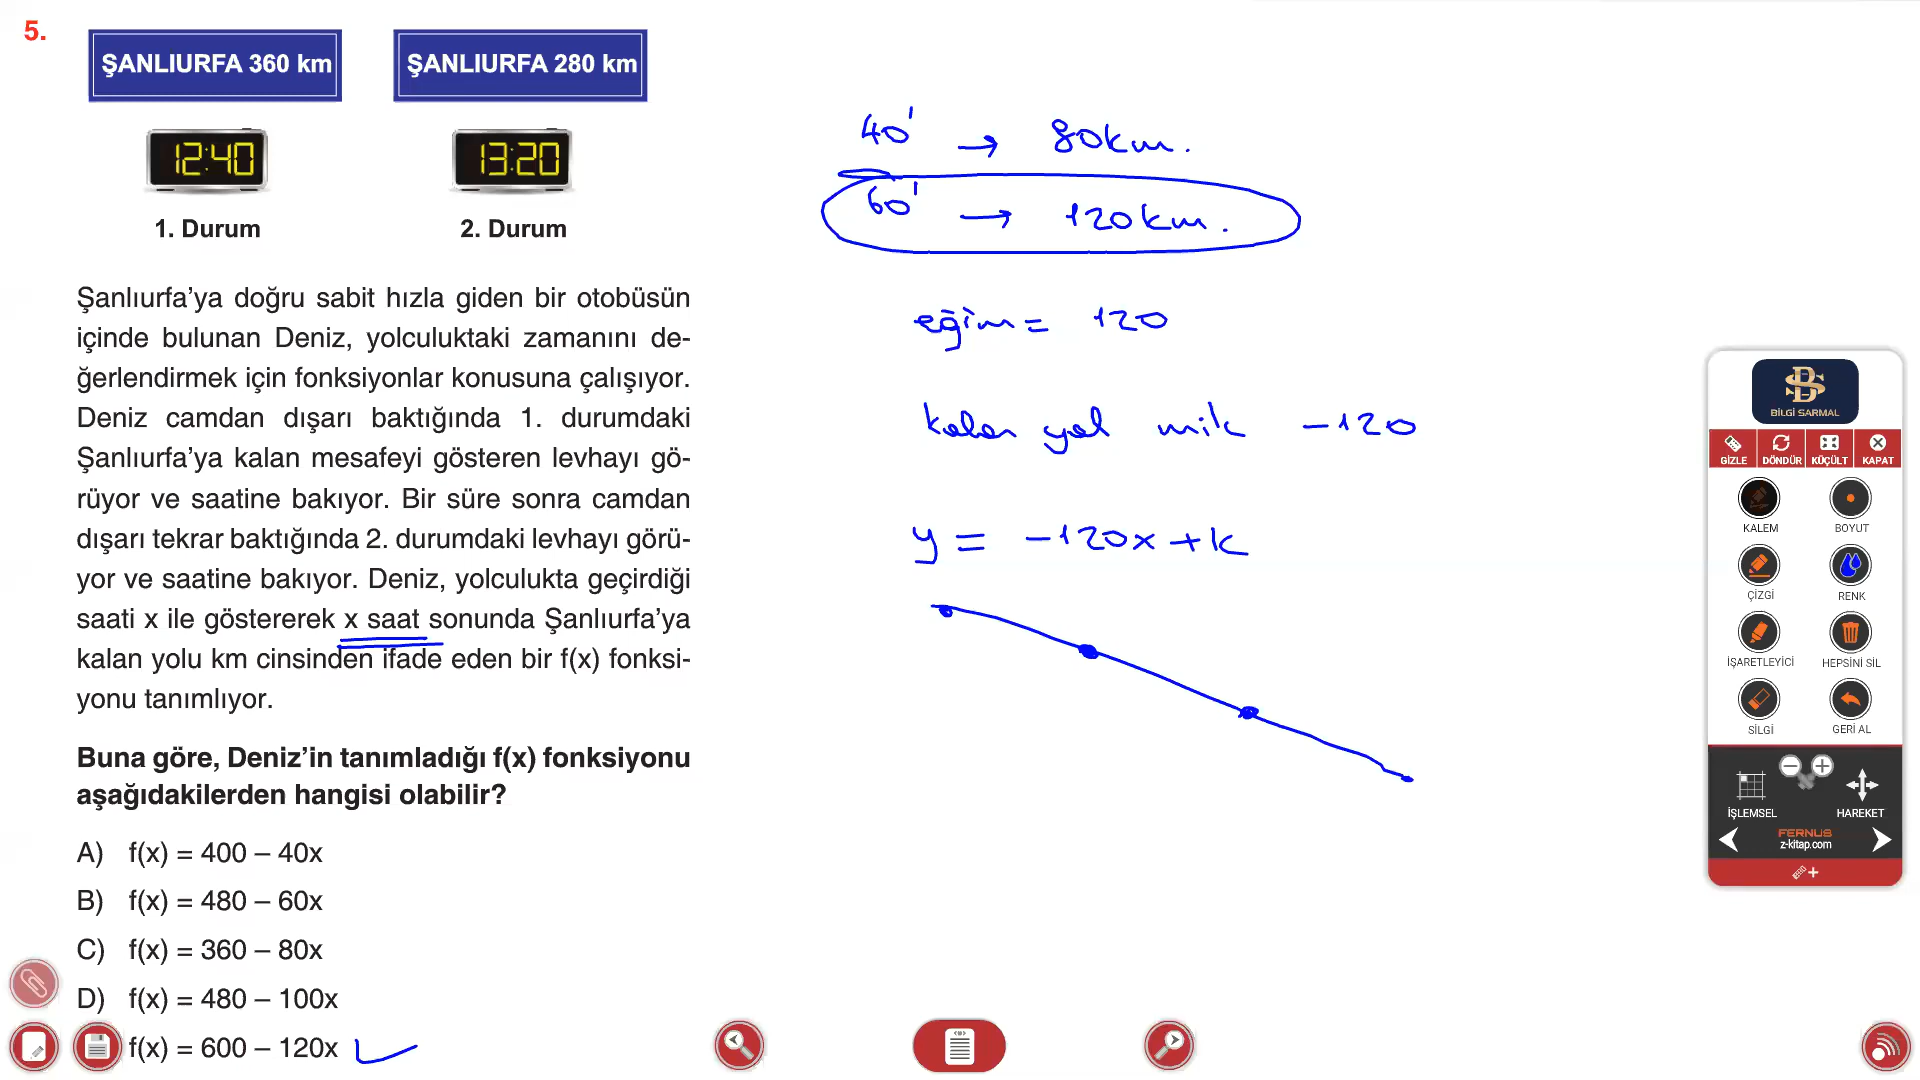 5.
ŞANLIURFA 360 km
ŞANLIURFA 280 km
12:40
13:20
1. Durum
2. Durum
Şanlıurfa'ya doğru sabit hızla giden bir otobüsün
içinde bulunan Deniz, yolculuktaki zamanını de-
ğerlendirmek için fonksiyonlar konusuna çalışıyor.
Deniz camdan dışarı baktığında 1. durumdaki
Şanlıurfa'ya kalan mesafeyi gösteren levhayı gö-
rüyor ve saatine bakıyor. Bir süre sonra camdan
dışarı tekrar baktığında 2. durumdaki levhayı görü-
yor ve saatine bakıyor. Deniz, yolculukta geçirdiği
saati x ile göstererek x saat sonunda Şanlıurfa'ya
kalan yolu km cinsinden ifade eden bir f(x) fonksi-
yonu tanımlıyor.
Buna göre, Deniz'in tanımladığı f(x) fonksiyonu
aşağıdakilerden hangisi olabilir?
A) f(x) = 400 – 40x
B) f(x) = 480 – 60x
C) f(x) = 360 – 80x
D) f(x) = 480 – 100x
f(x) = 600 – 120x
40' → 80km.
60' → 120km.
eğim = 120
kalan yol mik -120
y = -120x + k
BİLGİ SARMAL
GİZLE DÖNDÜR KÜÇÜLT KAPAT
KALEM BOYUT
ÇİZGİ RENK
İŞARETLEYİCİ HEPSİNİ SİL
SİLGİ GERİ AL
İŞLEMSEL HAREKET
FERNUS
z-kitap.com